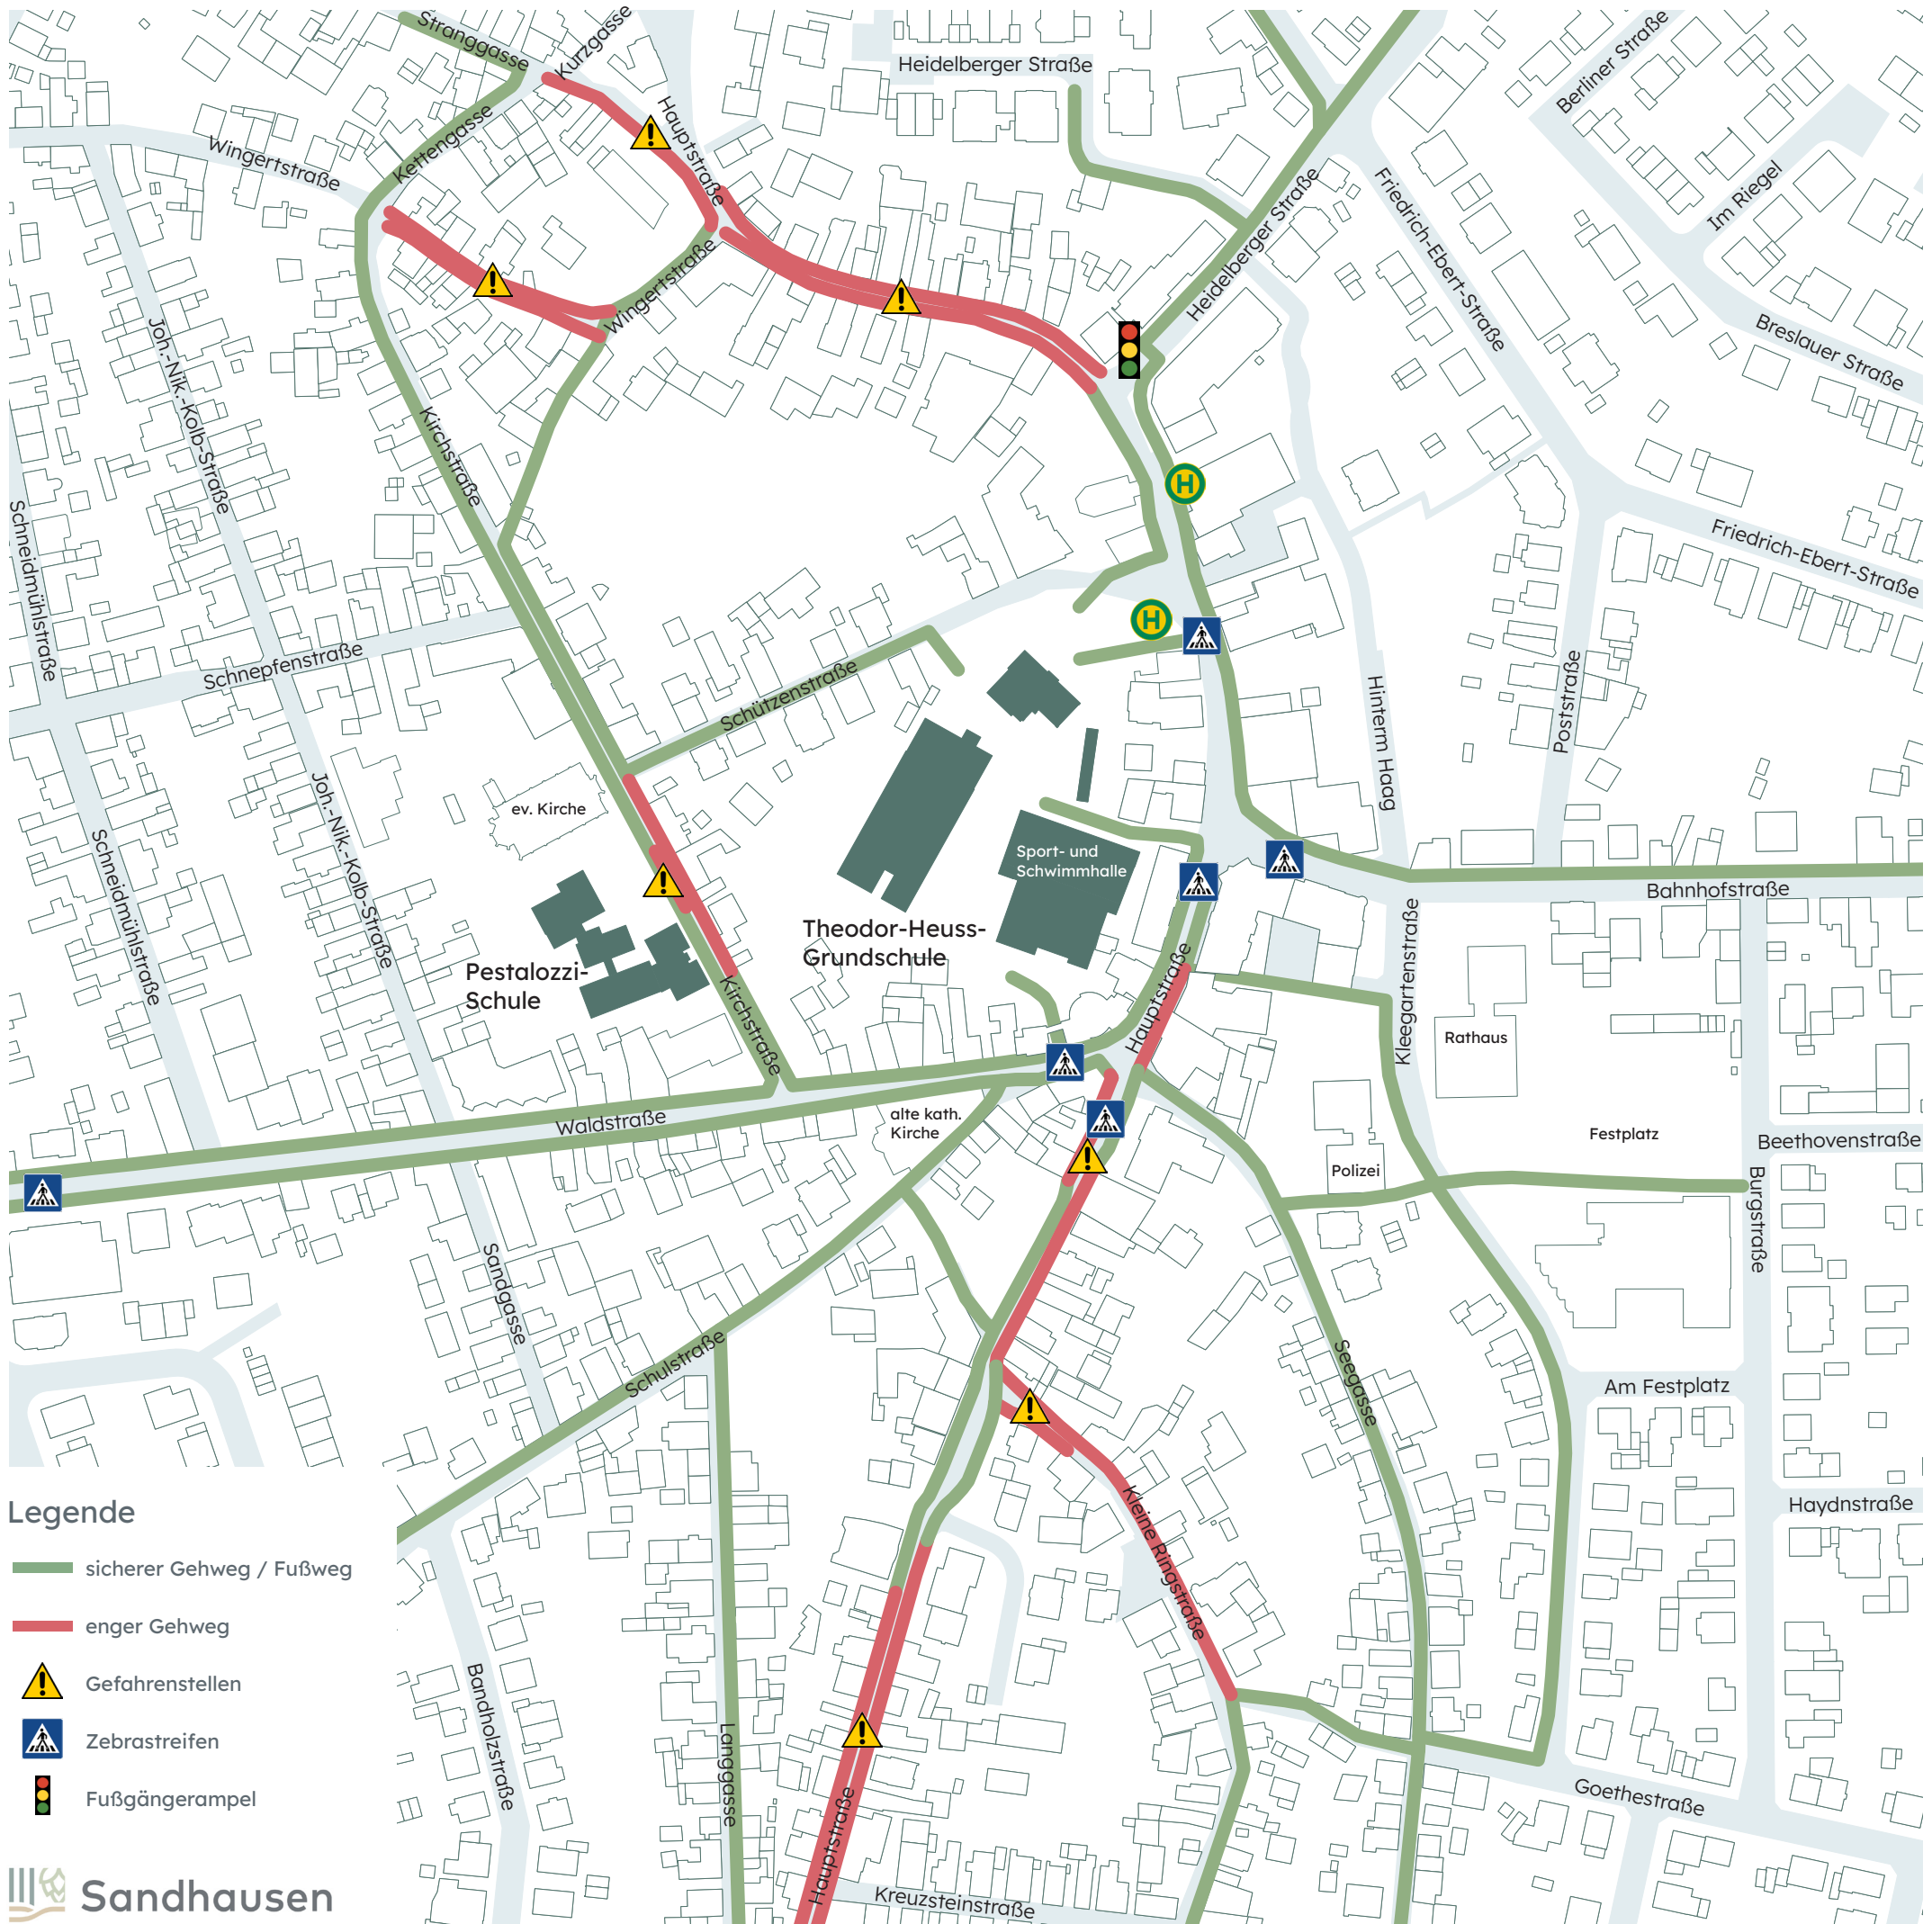 Stranggasse
Kurzgasse
Heidelberger Straße
Berliner Straße
Hauptstraße
Kettengasse
Wingertstraße
Im Riegel
Friedrich-Ebert-Straße
Heidelberger Straße
Wingertstraße
Breslauer Straße
Joh.-Nik.-Kolb-Straße
Kirchstraße
H
Schneidmühlstraße
Friedrich-Ebert-Straße
H
Schnepfenstraße
Schützenstraße
Hinterm Haag
Poststraße
ev. Kirche
Joh.-Nik.-Kolb-Straße
Schneidmühlstraße
Sport- und
Schwimmhalle
Bahnhofstraße
Theodor-Heuss-
Grundschule
Pestalozzi-
Schule
Kirchstraße
Hauptstraße
Kleegartenstraße
Rathaus
Waldstraße
alte kath.
Kirche
Festplatz
Beethovenstraße
Polizei
Burgstraße
Sandgasse
Schulstraße
Seegasse
Am Festplatz
Haydnstraße
Kleine Ringstraße
Legende
sicherer Gehweg / Fußweg
enger Gehweg
Gefahrenstellen
Zebrastreifen
Fußgängerampel
Bandholzstraße
Langgasse
Hauptstraße
Goethestraße
Kreuzsteinstraße
Sandhausen